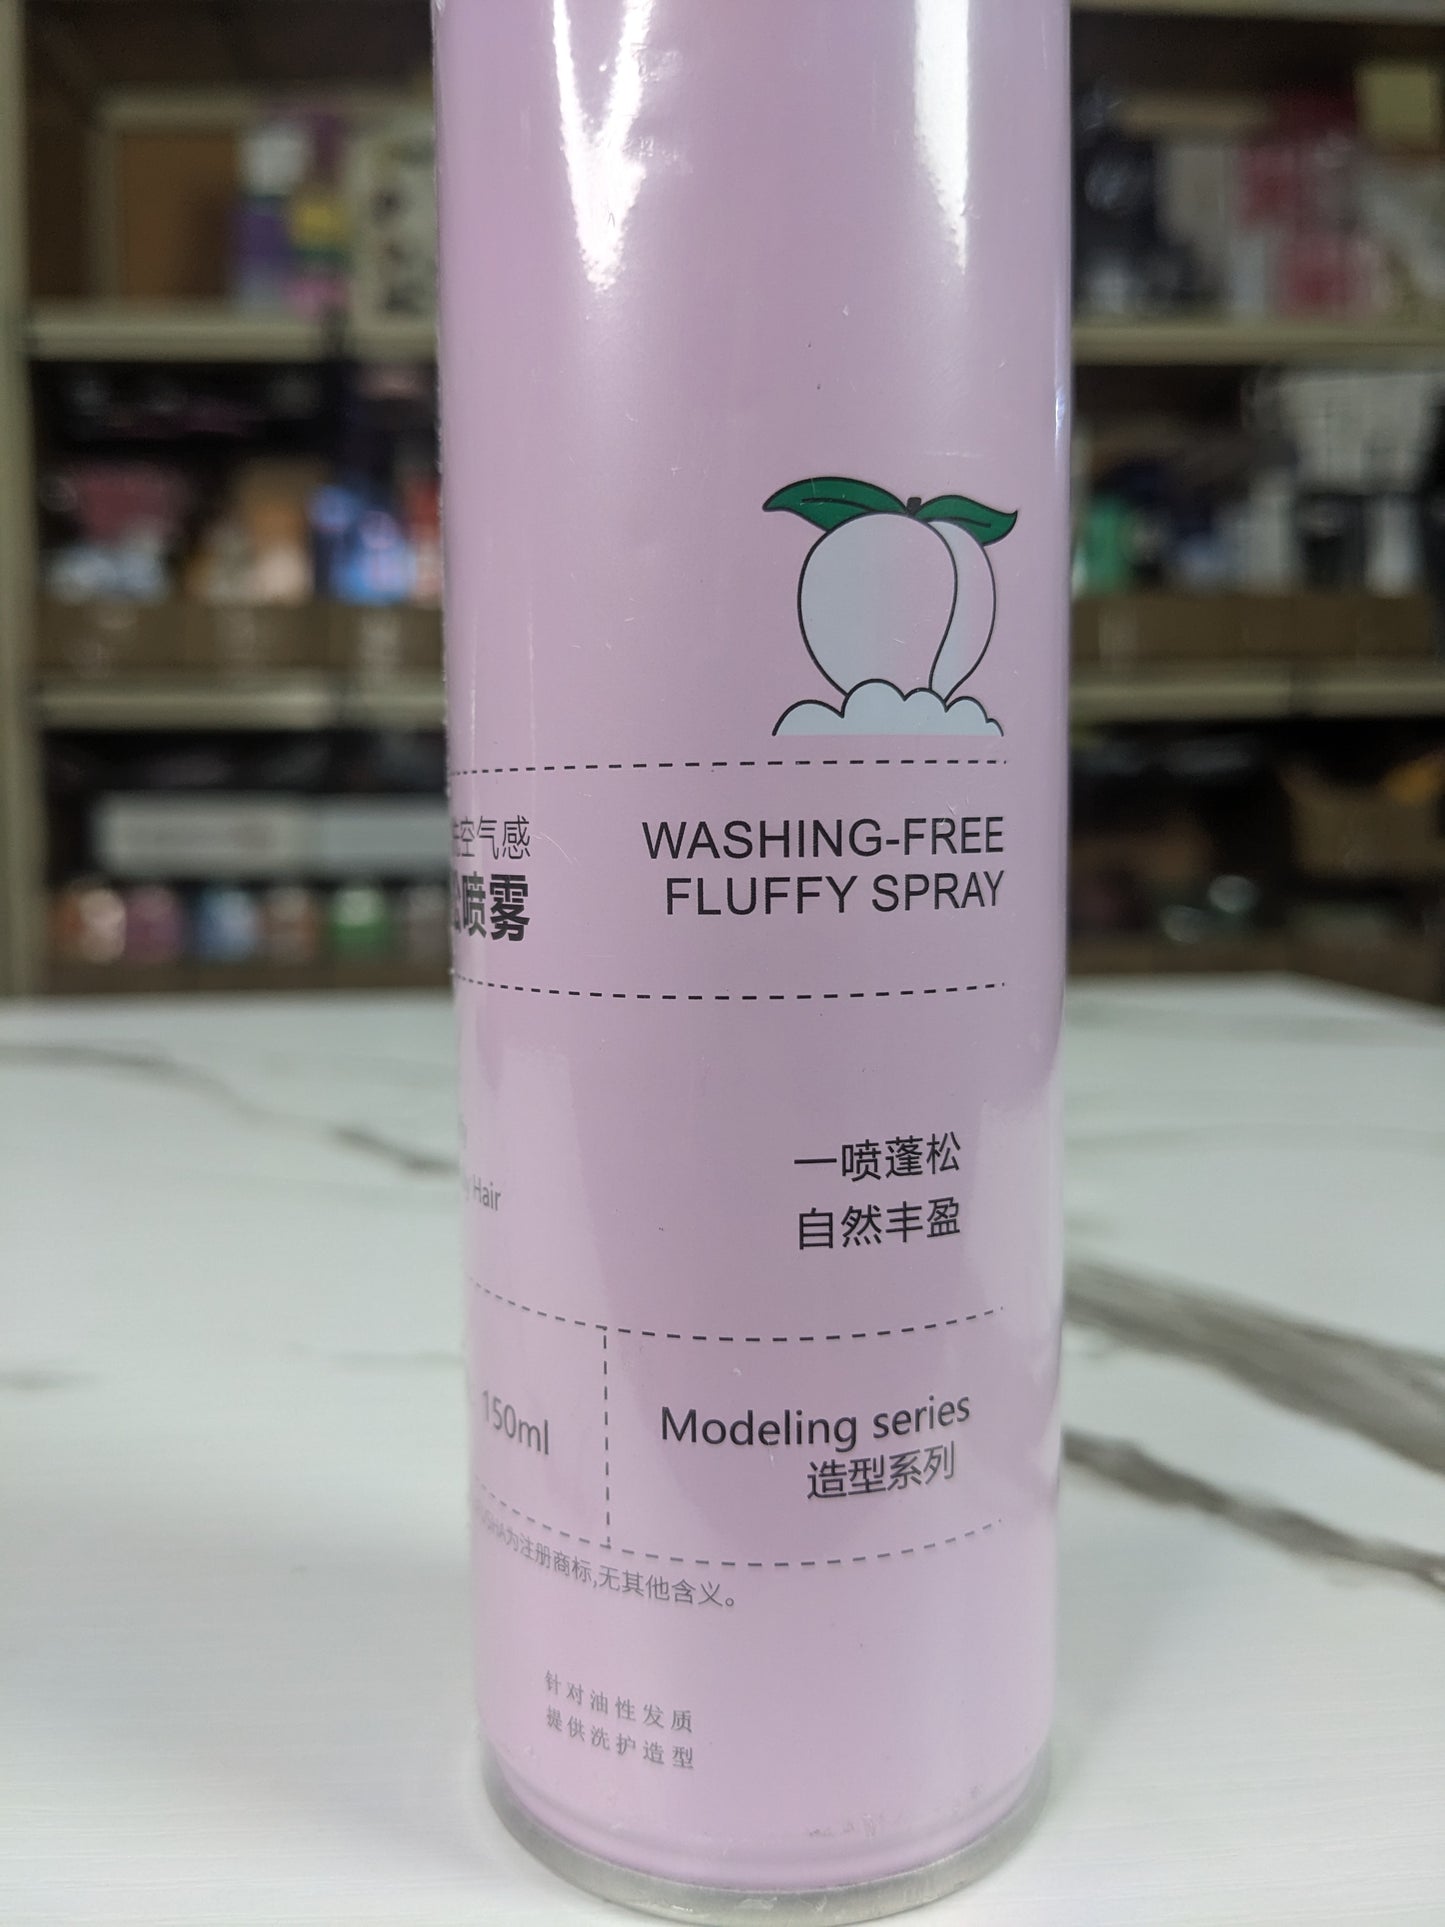 空气感
喷雾
WASHING-FREE
FLUFFY SPRAY
Hair
一喷蓬松
自然丰盈
150ml
Modeling series
造型系列
为注册商标,无其他含义。
针对油性发质
提供洗护造型